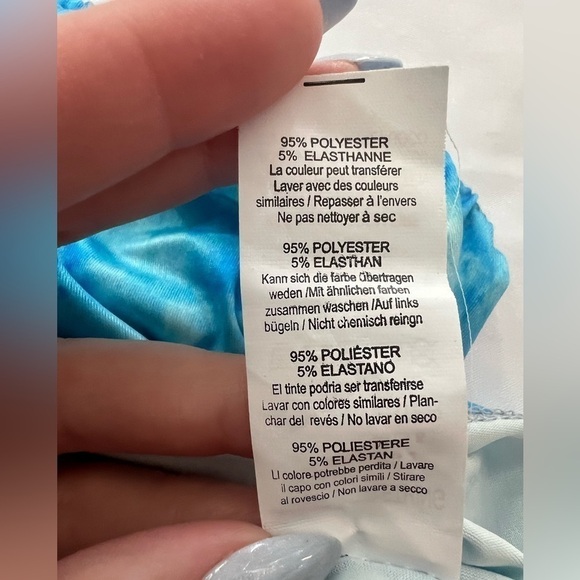 95% POLYESTER
5% ELASTHANNE
La couleur peut transférer
Laver avec des couleurs
similaires / Repasser à l'envers
Ne pas nettoyer à sec
95% POLYESTER
5% ELASTHAN
Kann sich die farbe übertragen
weden /Mit ähnlichen farben
zusammen waschen /Auf links
bügeln / Nicht chemisch reingn
95% POLIÉSTER
5% ELASTANO
El tinte podria ser transferirse
Lavar con colores similares / Plan-
char del revés / No lavar en seco
95% POLIESTERE
5% ELASTAN
Ll colore potrebbe perdita / Lavare
il capo con colori simili / Stirare
al rovescio / Non lavare a secco